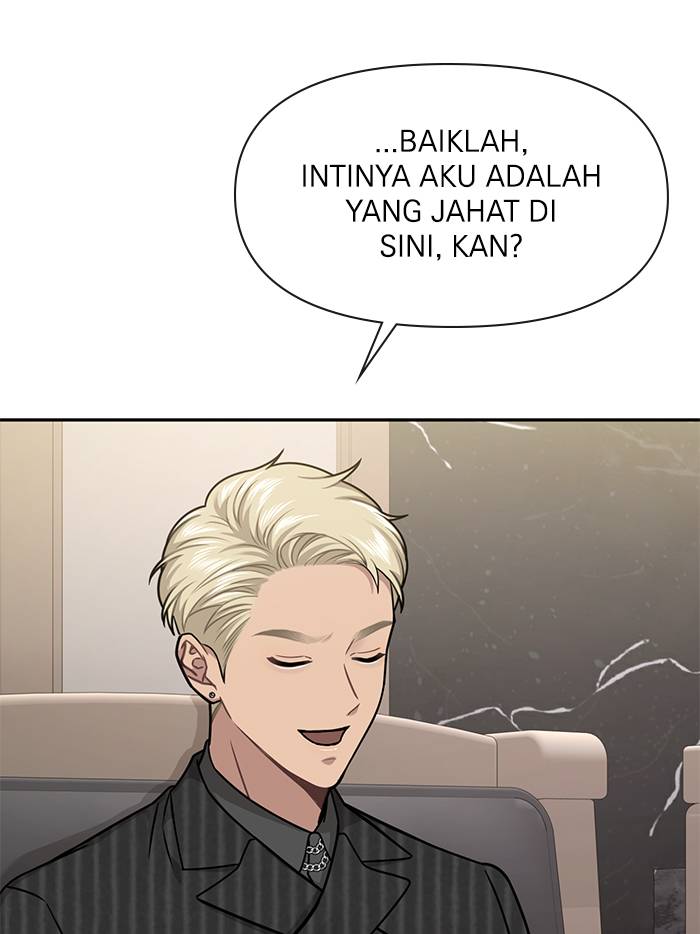 ...BAIKLAH,
INTINYA AKU ADALAH
YANG JAHAT DI
SINI, KAN?